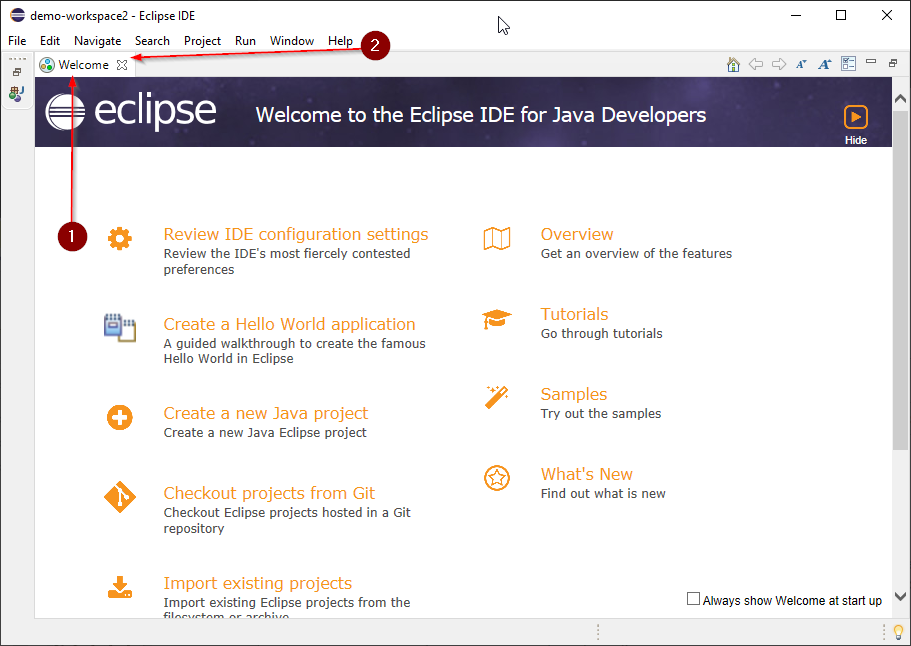 demo-workspace2 - Eclipse IDE
File Edit Navigate Search Project Run Window Help
2
Welcome
eclipse
Welcome to the Eclipse IDE for Java Developers
Hide
1
Review IDE configuration settings
Review the IDE's most fiercely contested
preferences
Create a Hello World application
A guided walkthrough to create the famous
Hello World in Eclipse
Create a new Java project
Create a new Java Eclipse project
Checkout projects from Git
Checkout Eclipse projects hosted in a Git
repository
Import existing projects
Import existing Eclipse projects from the
filesystem or archive
Overview
Get an overview of the features
Tutorials
Go through tutorials
Samples
Try out the samples
What's New
Find out what is new
Always show Welcome at start up